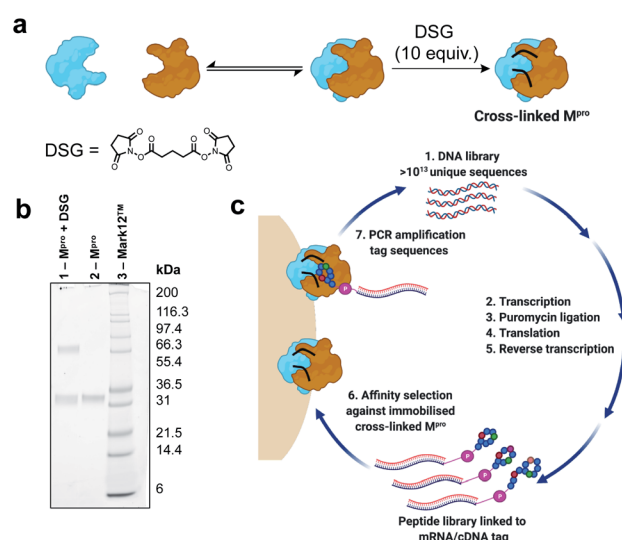 a
DSG
(10 equiv.)
Cross-linked Mᵖʳᵒ
DSG =
O
O
O
N
O
O
N
O
O
O
b
1 – Mᵖʳᵒ + DSG
2 – Mᵖʳᵒ
3 – Mark12™
kDa
200
116.3
97.4
66.3
55.4
36.5
31
21.5
14.4
6
c
1. DNA library
>10¹³ unique sequences
7. PCR amplification
tag sequences
P
2. Transcription
3. Puromycin ligation
4. Translation
5. Reverse transcription
6. Affinity selection
against immobilised
cross-linked Mᵖʳᵒ
P
P
P
Peptide library linked to
mRNA/cDNA tag